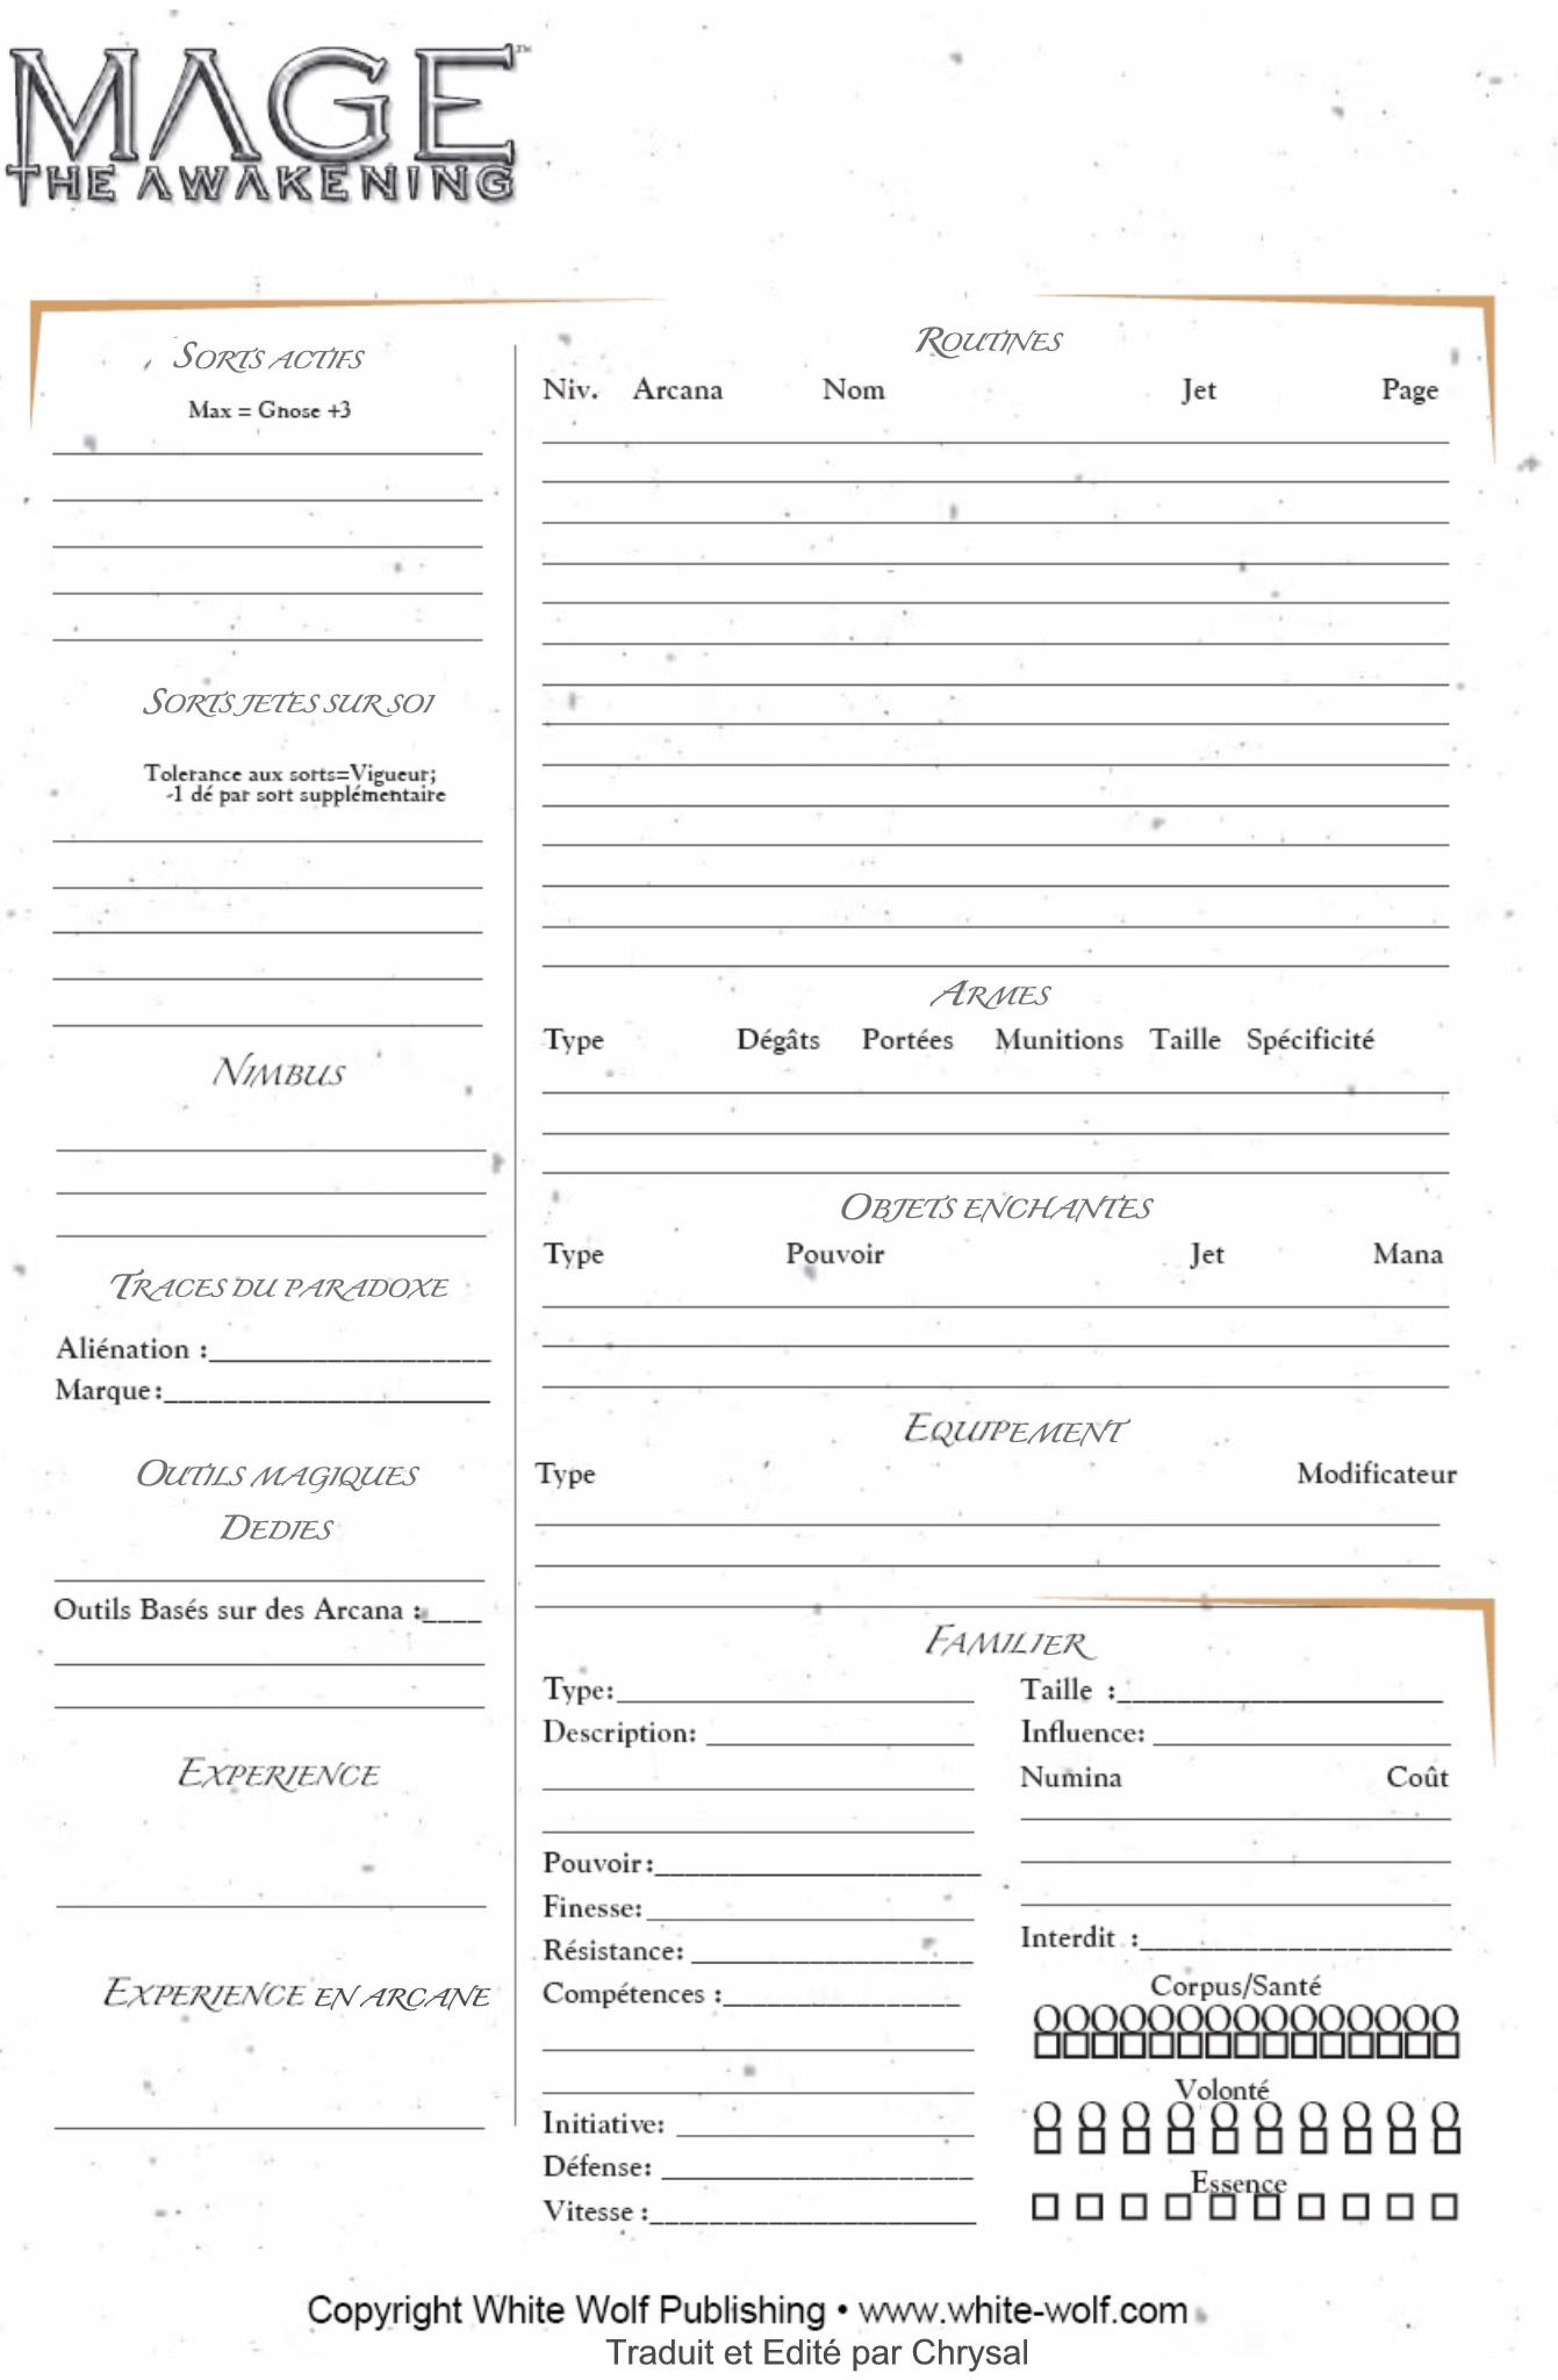 MAGE™
THE AWAKENING
SORTS ACTIFS
Max = Gnose +3
SORTS JETES SUR SOI
Tolerance aux sorts=Vigueur;
-1 dé par sort supplémentaire
NIMBUS
TRACES DU PARADOXE
Aliénation :
Marque:
OUTILS MAGIQUES
DEDIES
Outils Basés sur des Arcana :
EXPERIENCE
EXPERIENCE EN ARCANE
ROUTINES
Niv. Arcana Nom Jet Page
ARMES
Type Dégâts Portées Munitions Taille Spécificité
OBJETS ENCHANTES
Type Pouvoir Jet Mana
EQUIPEMENT
Type Modificateur
FAMILIER
Type:
Description:
Pouvoir:
Finesse:
Résistance:
Compétences :
Initiative:
Défense:
Vitesse :
Taille :
Influence:
Numina Coût
Interdit :
Corpus/Santé
Volonté
Essence
Copyright White Wolf Publishing • www.white-wolf.com
Traduit et Edité par Chrysal